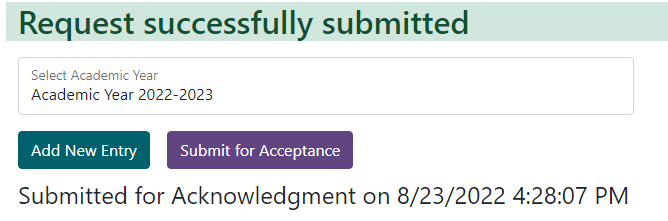 Request successfully submitted
Select Academic Year
Academic Year 2022-2023
Add New Entry Submit for Acceptance
Submitted for Acknowledgment on 8/23/2022 4:28:07 PM